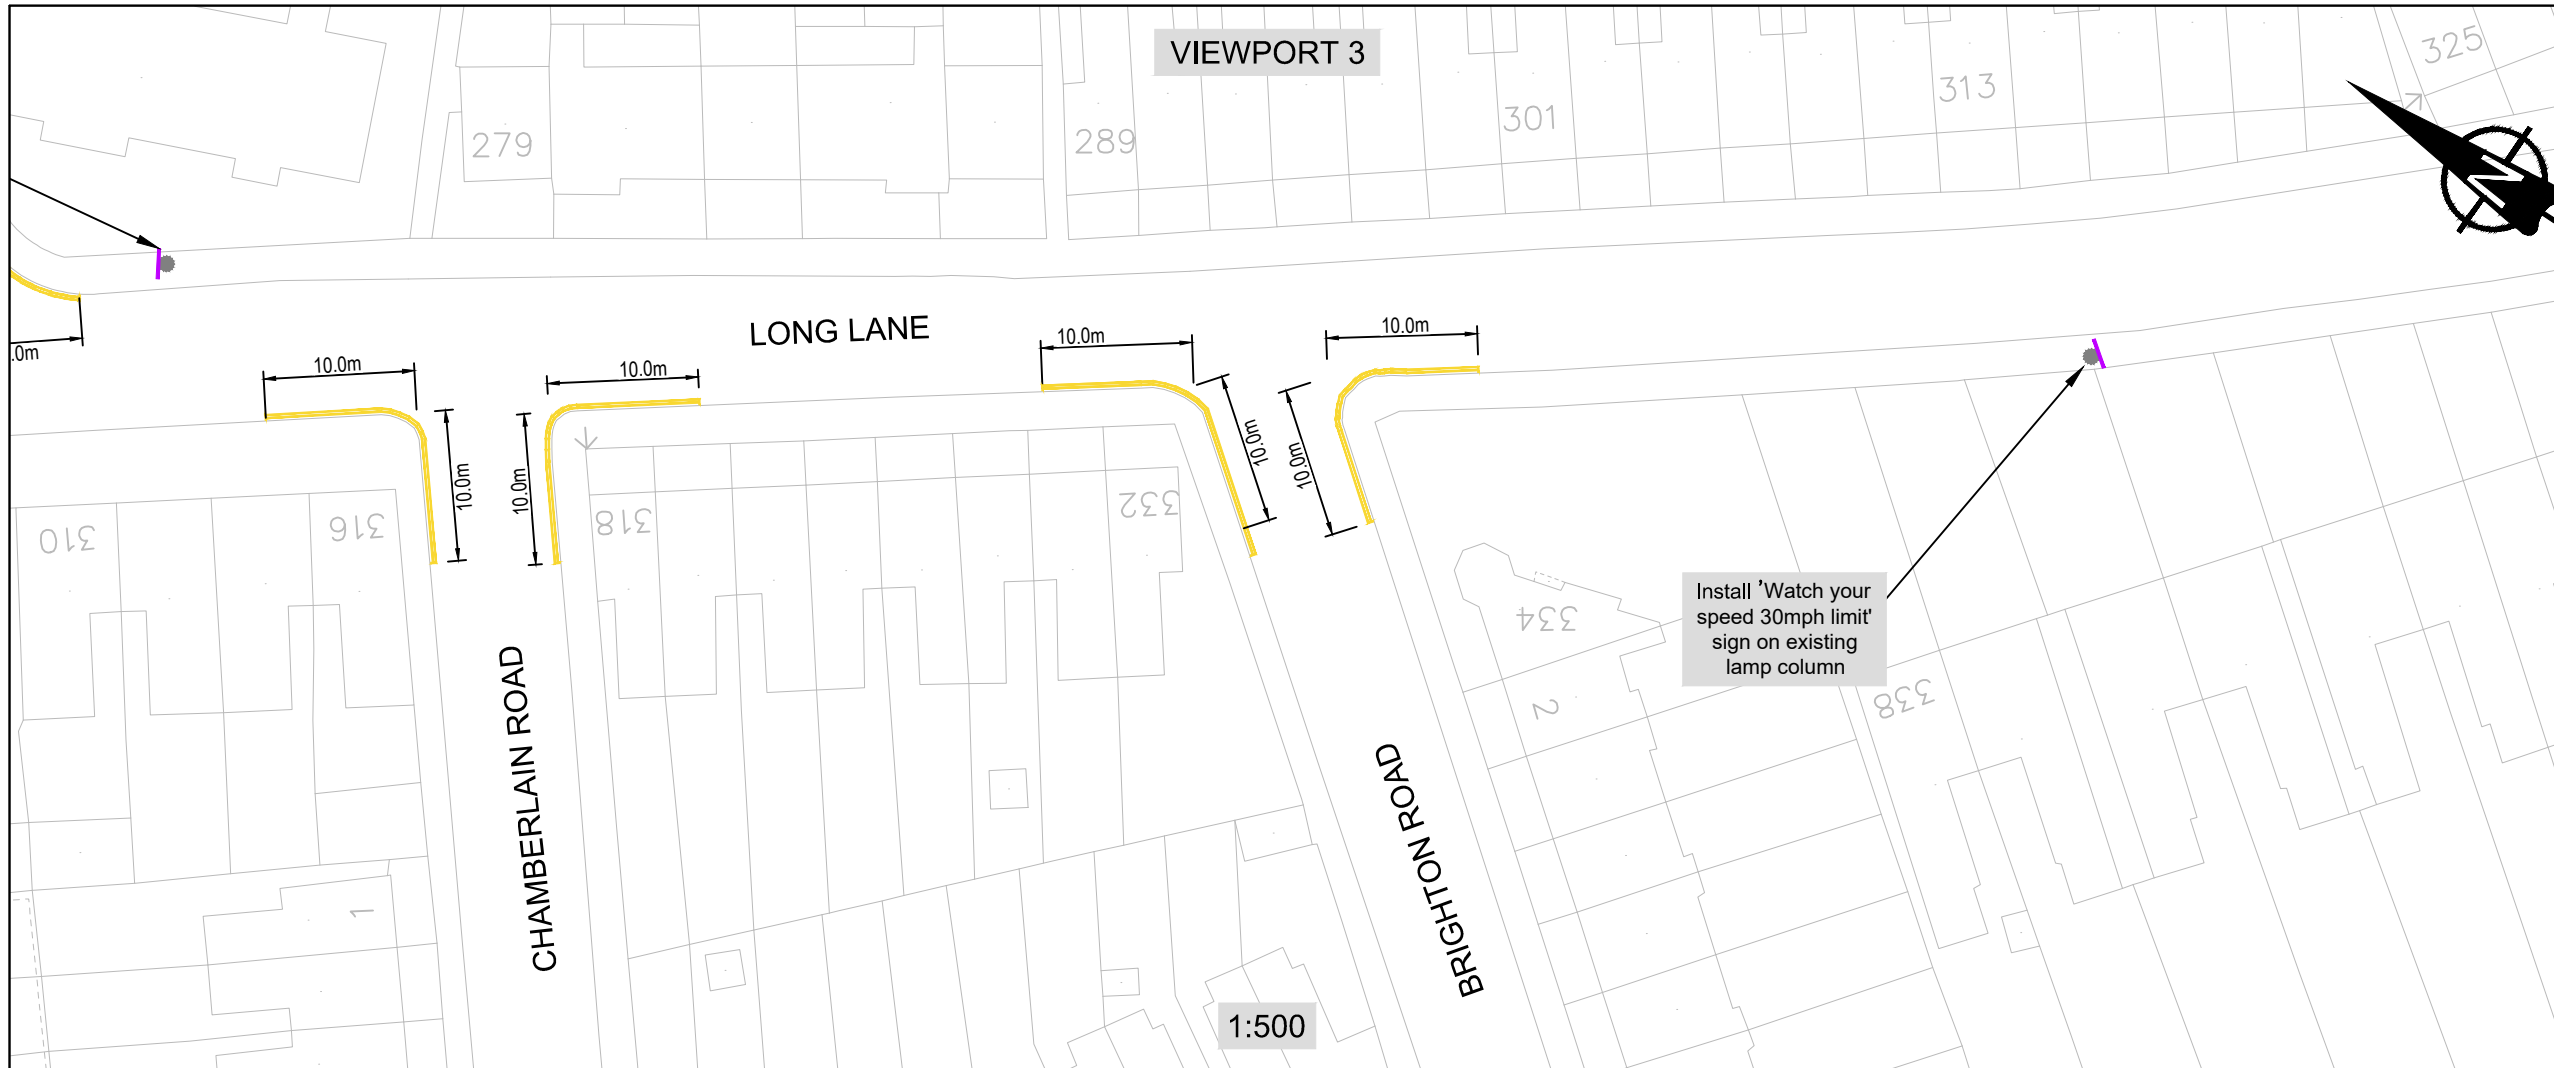 VIEWPORT 3
325
313
301
289
279
N
LONG LANE
.0m
10.0m
10.0m
10.0m
10.0m
10.0m
10.0m
10.0m
10.0m
310
316
318
332
334
2
338
1
Install 'Watch your
speed 30mph limit'
sign on existing
lamp column
CHAMBERLAIN ROAD
BRIGHTON ROAD
1:500